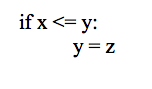 if x <= y:
y = z